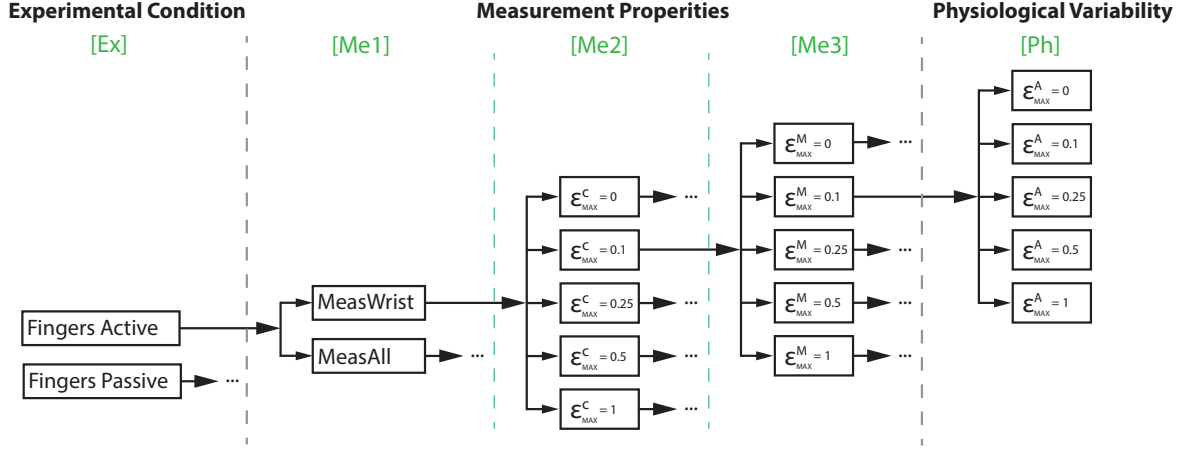 Experimental Condition
Measurement Properities
Physiological Variability
[Ex]
[Me1]
[Me2]
[Me3]
[Ph]
Fingers Active
Fingers Passive
...
MeasWrist
MeasAll
...
ε^C_MAX = 0
...
ε^C_MAX = 0.1
ε^C_MAX = 0.25
...
ε^C_MAX = 0.5
...
ε^C_MAX = 1
...
ε^M_MAX = 0
...
ε^M_MAX = 0.1
ε^M_MAX = 0.25
...
ε^M_MAX = 0.5
...
ε^M_MAX = 1
...
ε^A_MAX = 0
ε^A_MAX = 0.1
ε^A_MAX = 0.25
ε^A_MAX = 0.5
ε^A_MAX = 1